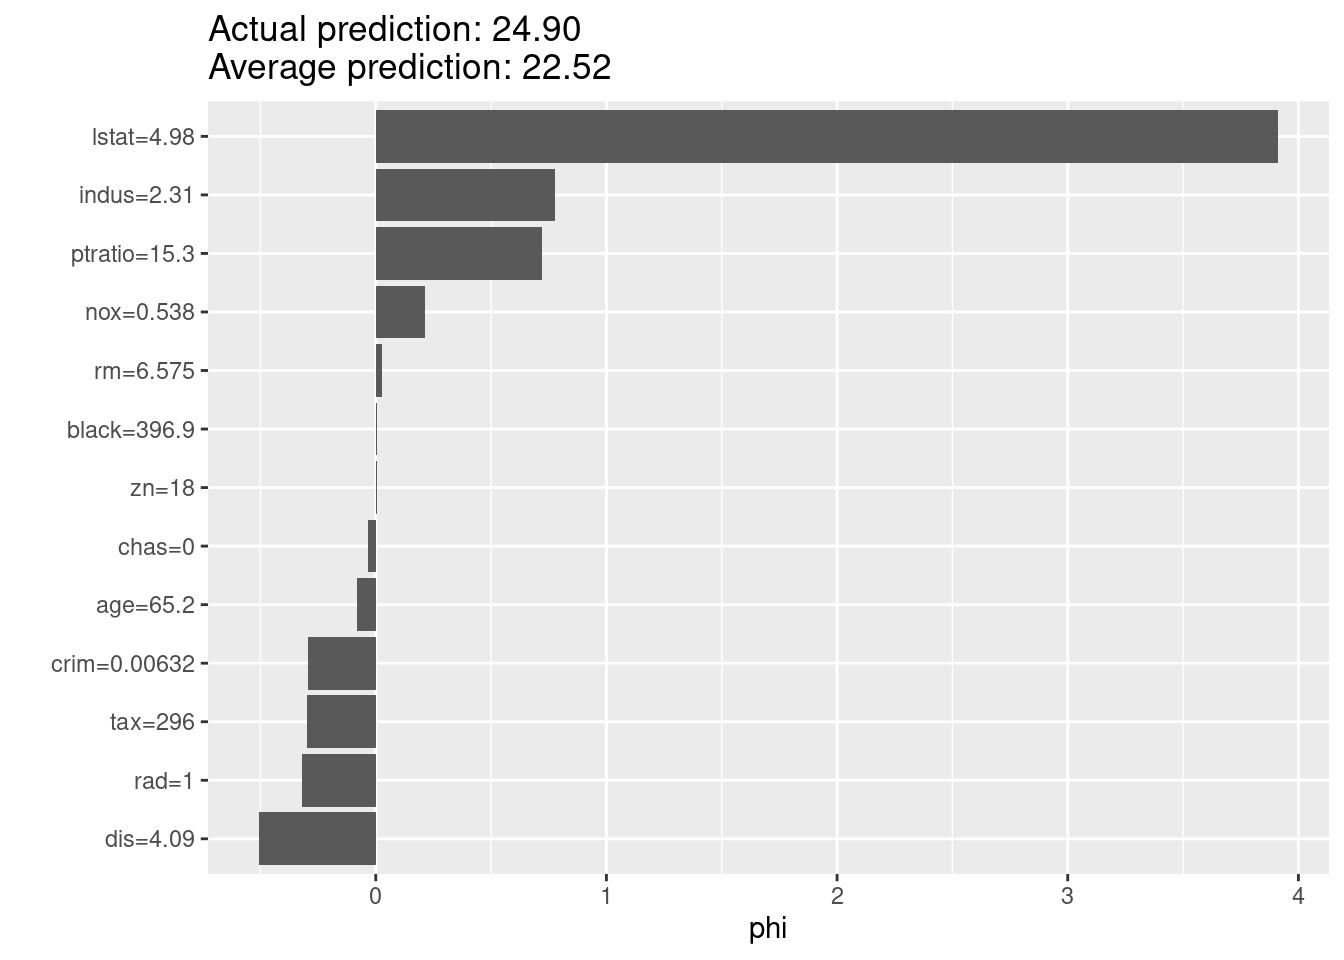 Actual prediction: 24.90
Average prediction: 22.52
lstat=4.98
indus=2.31
ptratio=15.3
nox=0.538
rm=6.575
black=396.9
zn=18
chas=0
age=65.2
crim=0.00632
tax=296
rad=1
dis=4.09
0 1 2 3 4
phi